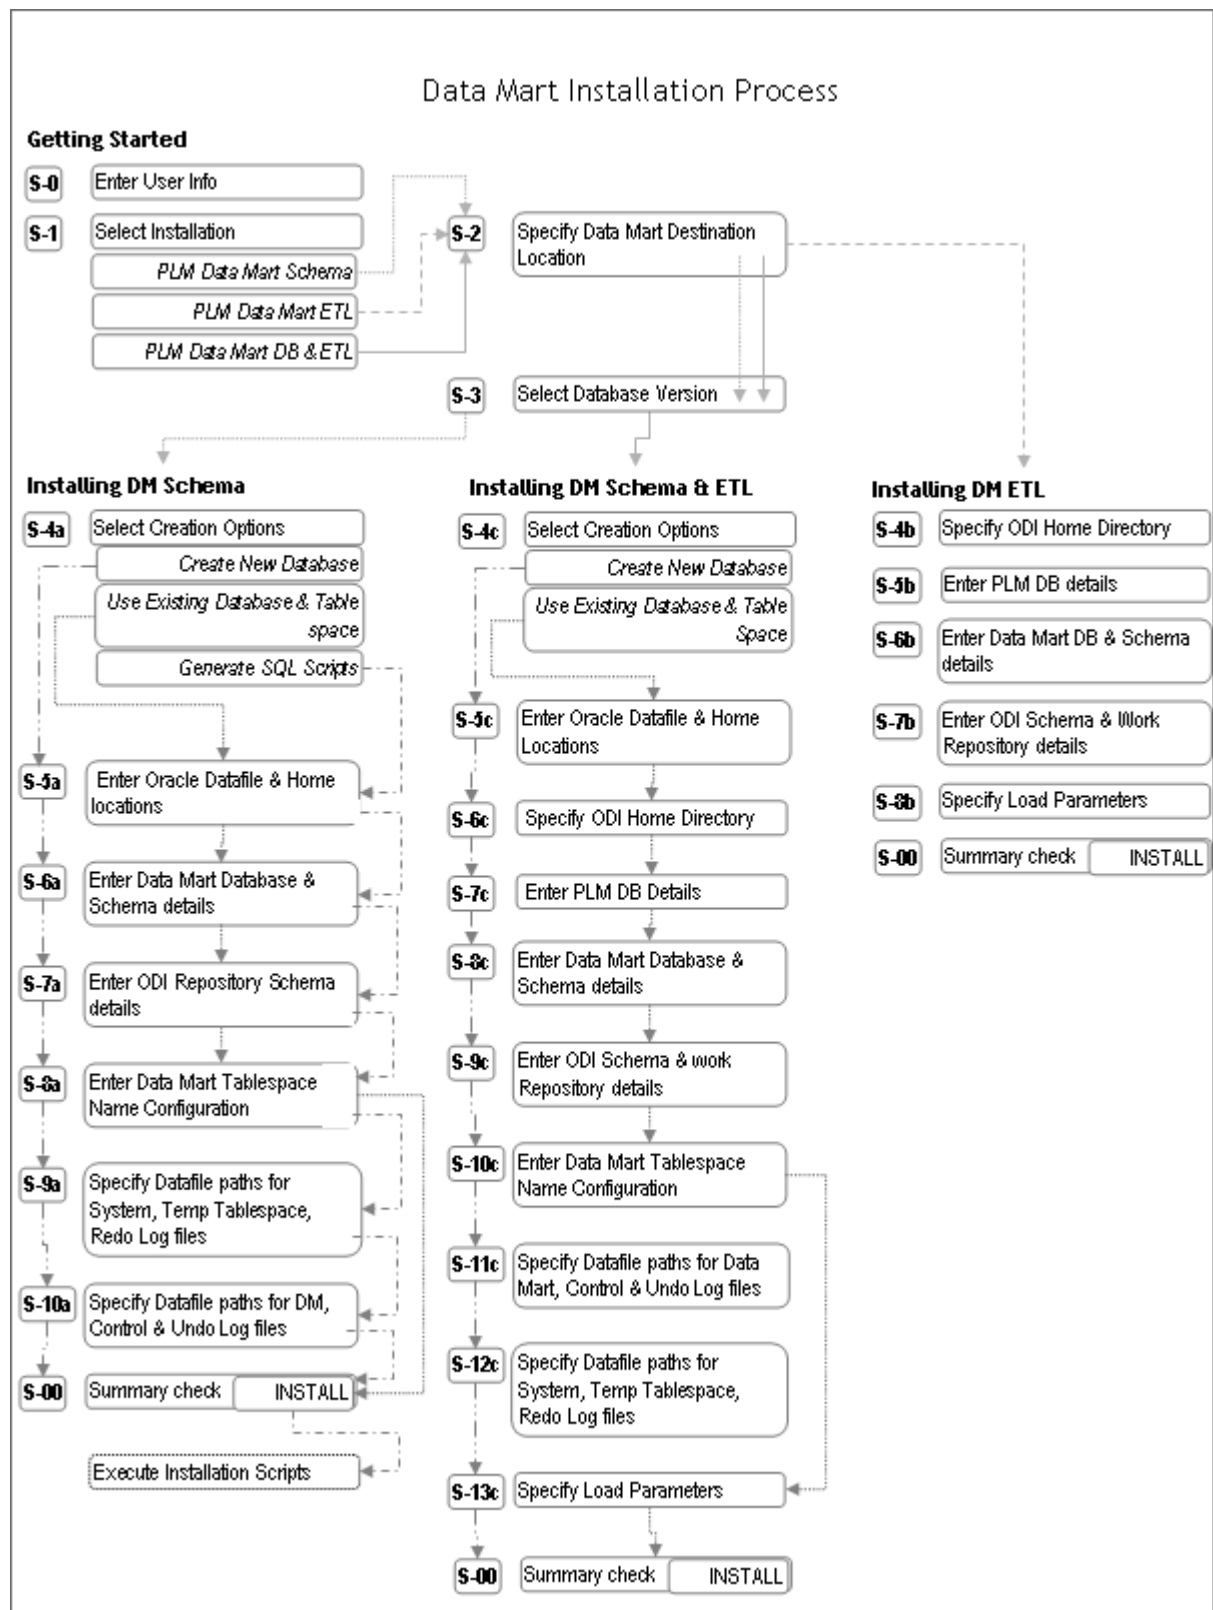 Data Mart Installation Process
Getting Started
S-0
Enter User Info
S-1
Select Installation
PLM Data Mart Schema
PLM Data Mart ETL
PLM Data Mart DB & ETL
S-2
Specify Data Mart Destination
Location
S-3
Select Database Version
Installing DM Schema
S-4a
Select Creation Options
Create New Database
Use Existing Database & Table
space
Generate SQL Scripts
S-5a
Enter Oracle Datafile & Home
locations
S-6a
Enter Data Mart Database &
Schema details
S-7a
Enter ODI Repository Schema
details
S-8a
Enter Data Mart Tablespace
Name Configuration
S-9a
Specify Datafile paths for
System, Temp Tablespace,
Redo Log files
S-10a
Specify Datafile paths for DM,
Control & Undo Log files
S-00
Summary check
INSTALL
Execute Installation Scripts
Installing DM Schema & ETL
S-4c
Select Creation Options
Create New Database
Use Existing Database & Table
Space
S-5c
Enter Oracle Datafile & Home
Locations
S-6c
Specify ODI Home Directory
S-7c
Enter PLM DB Details
S-8c
Enter Data Mart Database &
Schema details
S-9c
Enter ODI Schema & work
Repository details
S-10c
Enter Data Mart Tablespace
Name Configuration
S-11c
Specify Datafile paths for Data
Mart, Control & Undo Log files
S-12c
Specify Datafile paths for
System, Temp Tablespace,
Redo Log files
S-13c
Specify Load Parameters
S-00
Summary check
INSTALL
Installing DM ETL
S-4b
Specify ODI Home Directory
S-5b
Enter PLM DB details
S-6b
Enter Data Mart DB & Schema
details
S-7b
Enter ODI Schema & Work
Repository details
S-8b
Specify Load Parameters
S-00
Summary check
INSTALL